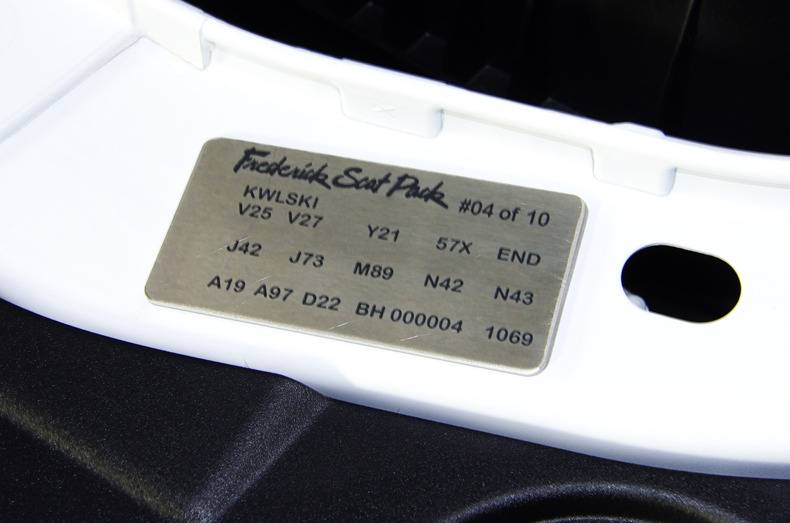 Frederick Scat Pack #04 of 10
KWLSKI
V25 V27 Y21 57X END
J42 J73 M89 N42 N43
A19 A97 D22 BH 000004 1069